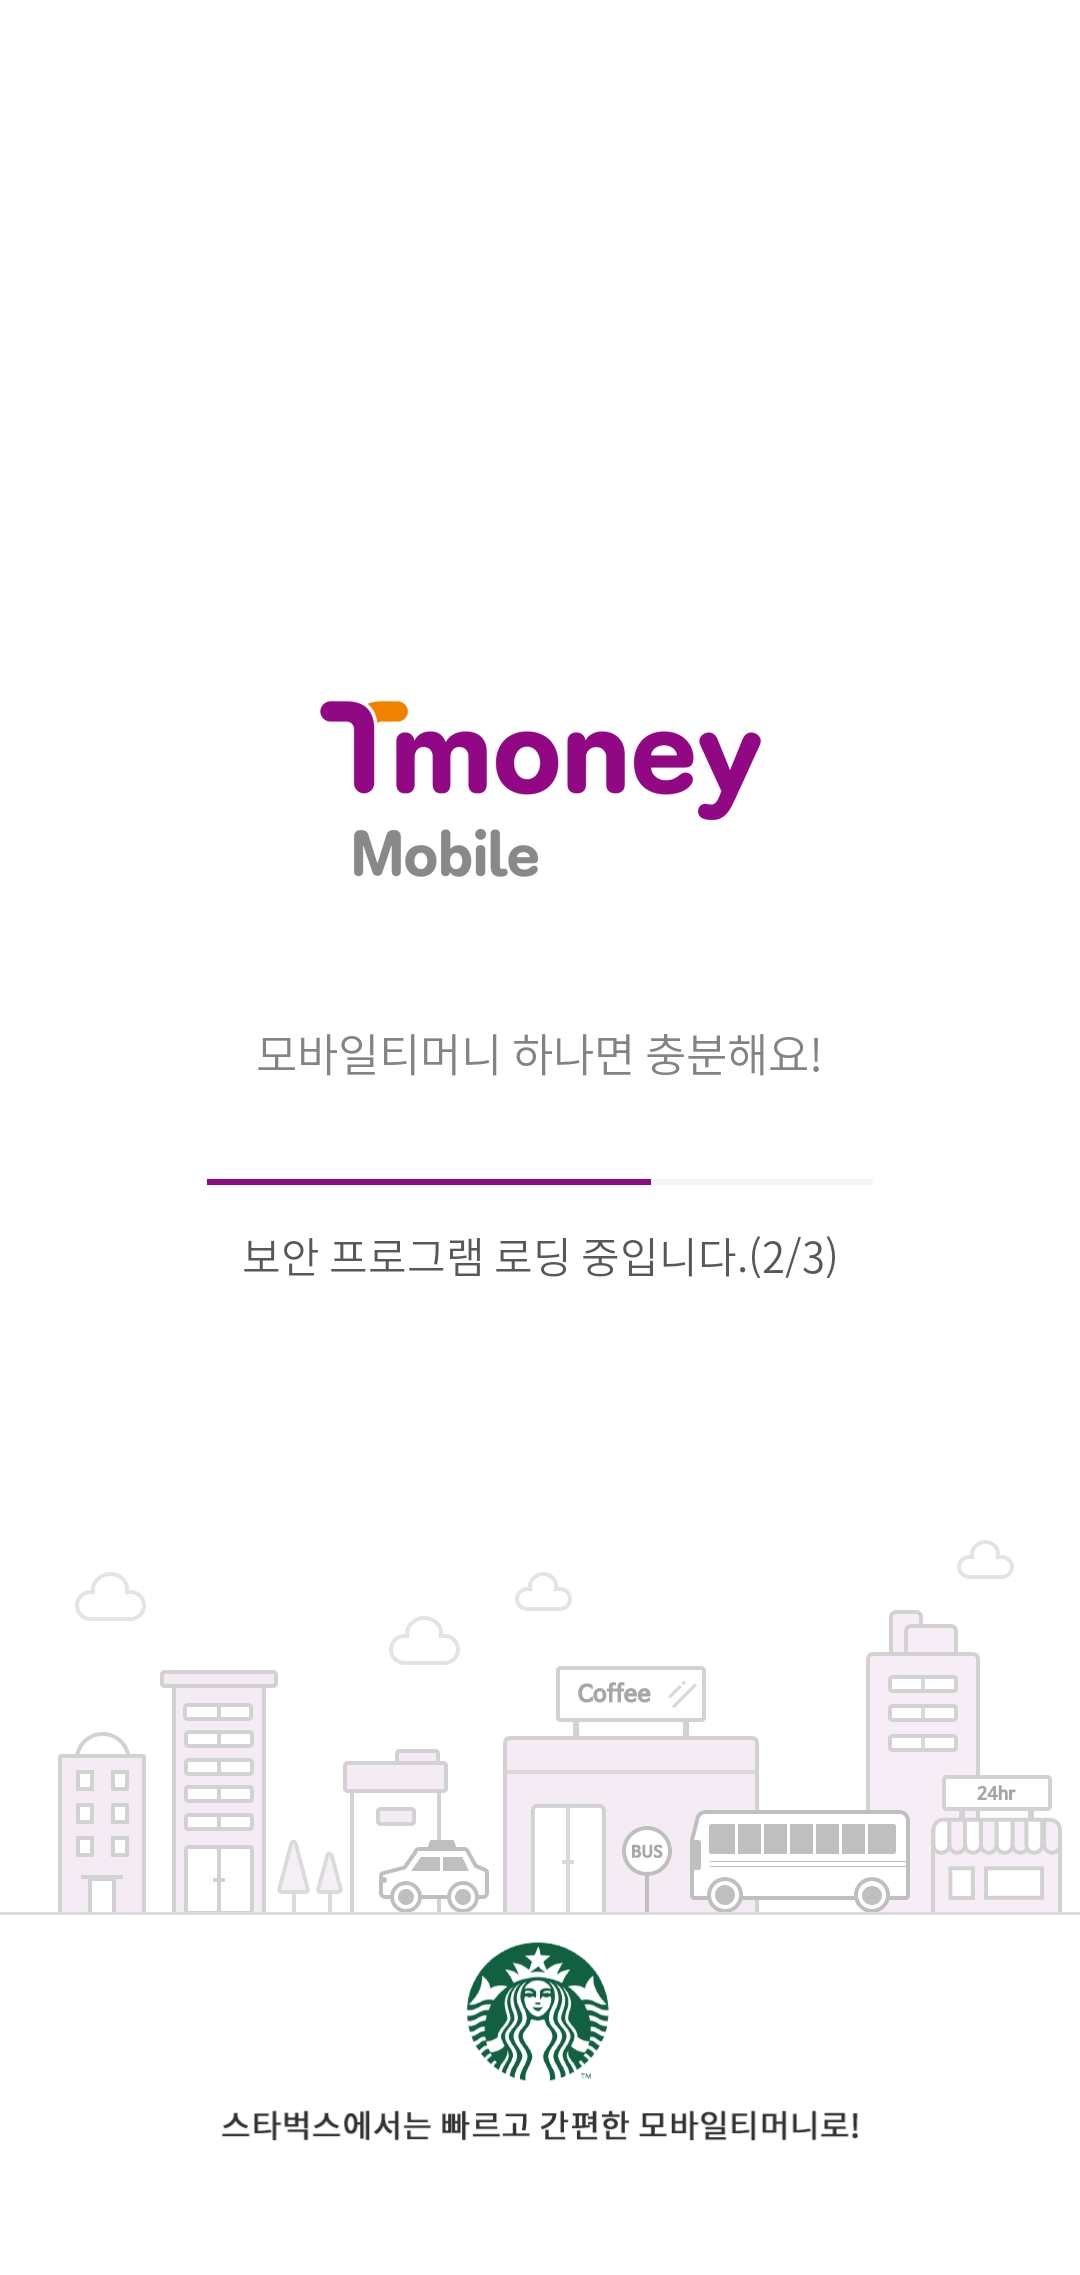 Tmoney
Mobile
모바일티머니 하나면 충분해요!
보안 프로그램 로딩 중입니다.(2/3)
Coffee
24hr
BUS
TM
스타벅스에서는 빠르고 간편한 모바일티머니로!